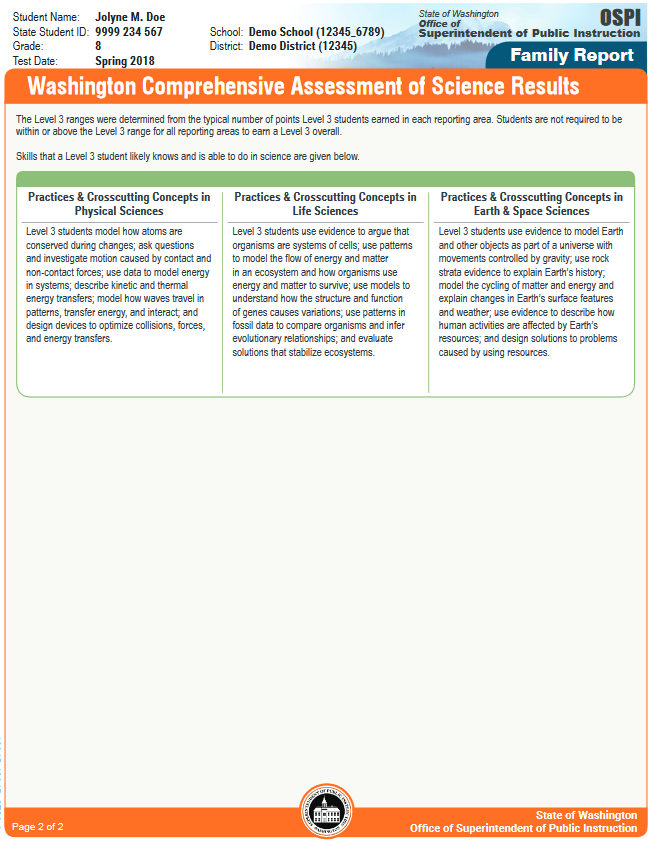 Student Name: Jolyne M. Doe
State Student ID: 9999 234 567
Grade: 8
Test Date: Spring 2018
School: Demo School (12345_6789)
District: Demo District (12345)
State of Washington
Office of
Superintendent of Public Instruction
OSPI
Family Report
Washington Comprehensive Assessment of Science Results
The Level 3 ranges were determined from the typical number of points Level 3 students earned in each reporting area. Students are not required to be
within or above the Level 3 range for all reporting areas to earn a Level 3 overall.
Skills that a Level 3 student likely knows and is able to do in science are given below.
Practices & Crosscutting Concepts in
Physical Sciences
Level 3 students model how atoms are
conserved during changes; ask questions
and investigate motion caused by contact and
non-contact forces; use data to model energy
in systems; describe kinetic and thermal
energy transfers; model how waves travel in
patterns, transfer energy, and interact; and
design devices to optimize collisions, forces,
and energy transfers.
Practices & Crosscutting Concepts in
Life Sciences
Level 3 students use evidence to argue that
organisms are systems of cells; use patterns
to model the flow of energy and matter
in an ecosystem and how organisms use
energy and matter to survive; use models to
understand how the structure and function
of genes causes variations; use patterns in
fossil data to compare organisms and infer
evolutionary relationships; and evaluate
solutions that stabilize ecosystems.
Practices & Crosscutting Concepts in
Earth & Space Sciences
Level 3 students use evidence to model Earth
and other objects as part of a universe with
movements controlled by gravity; use rock
strata evidence to explain Earth's history;
model the cycling of matter and energy and
explain changes in Earth's surface features
and weather; use evidence to describe how
human activities are affected by Earth's
resources; and design solutions to problems
caused by using resources.
Page 2 of 2
State of Washington
Office of Superintendent of Public Instruction